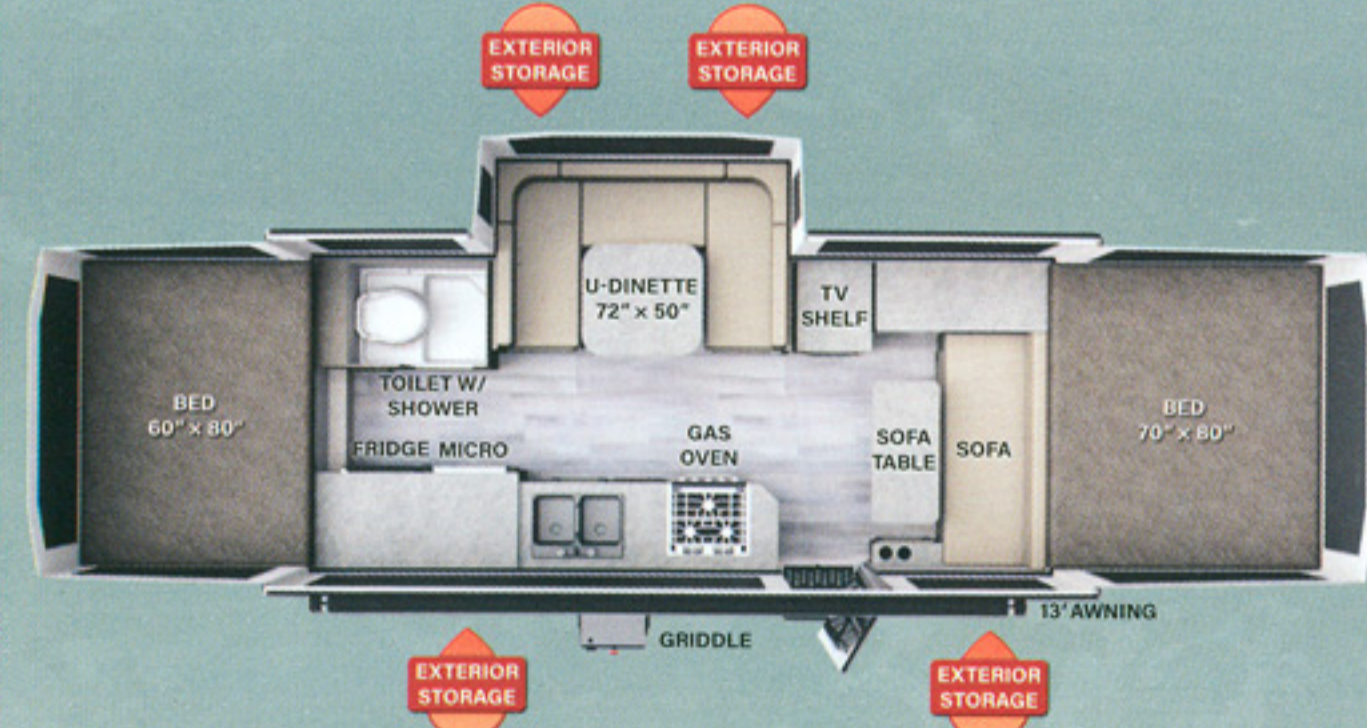 EXTERIOR
STORAGE
EXTERIOR
STORAGE
U-DINETTE
72" x 50"
TV
SHELF
BED
60" x 80"
TOILET W/
SHOWER
FRIDGE MICRO
GAS
OVEN
SOFA
TABLE
SOFA
BED
70" x 80"
13' AWNING
GRIDDLE
EXTERIOR
STORAGE
EXTERIOR
STORAGE